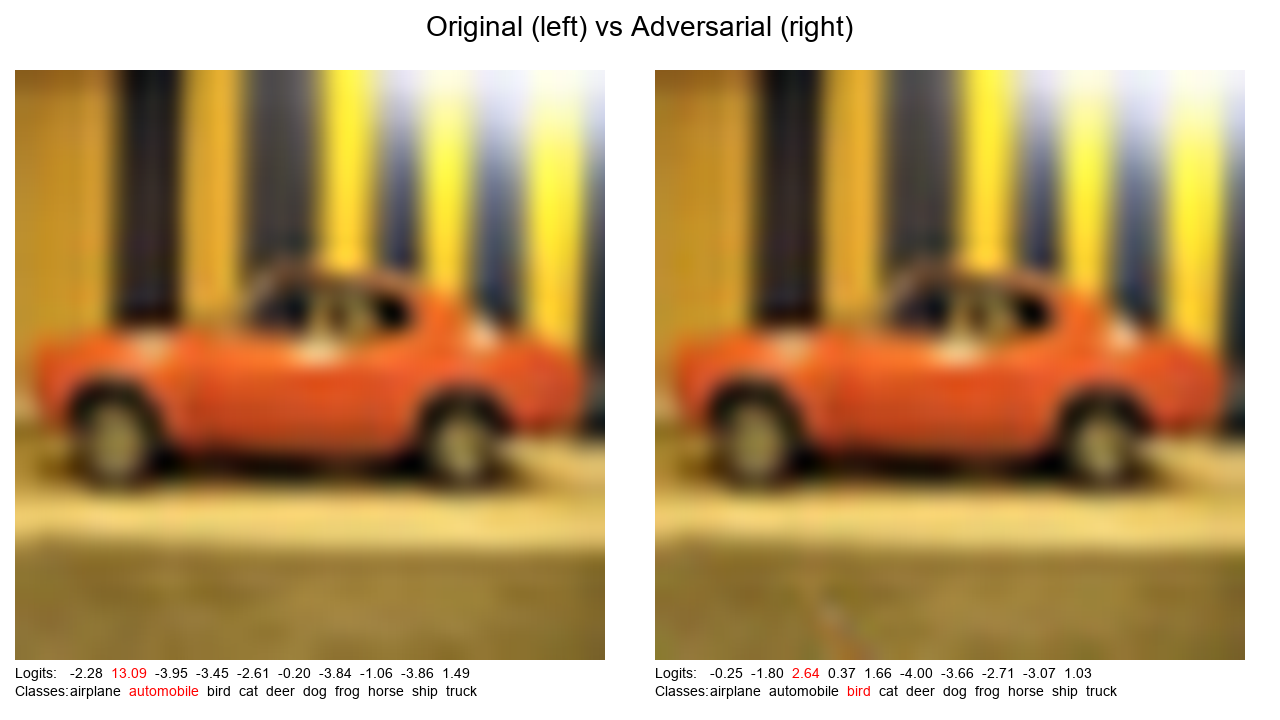 Original (left) vs Adversarial (right)
Logits: -2.28 13.09 -3.95 -3.45 -2.61 -0.20 -3.84 -1.06 -3.86 1.49
Classes:airplane automobile bird cat deer dog frog horse ship truck
Logits: -0.25 -1.80 2.64 0.37 1.66 -4.00 -3.66 -2.71 -3.07 1.03
Classes:airplane automobile bird cat deer dog frog horse ship truck